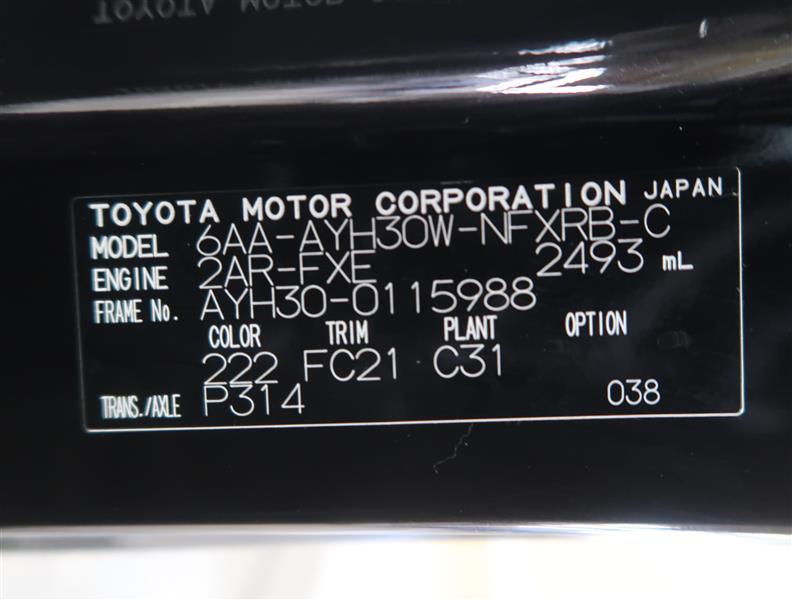 TOYOTA MOTOR CORPORATION JAPAN
MODEL 6AA-AYH30W-NFXRB-C
ENGINE 2AR-FXE 2493 mL
FRAME No. AYH30-0115988
COLOR TRIM PLANT OPTION
222 FC21 C31
TRANS./AXLE P314 038